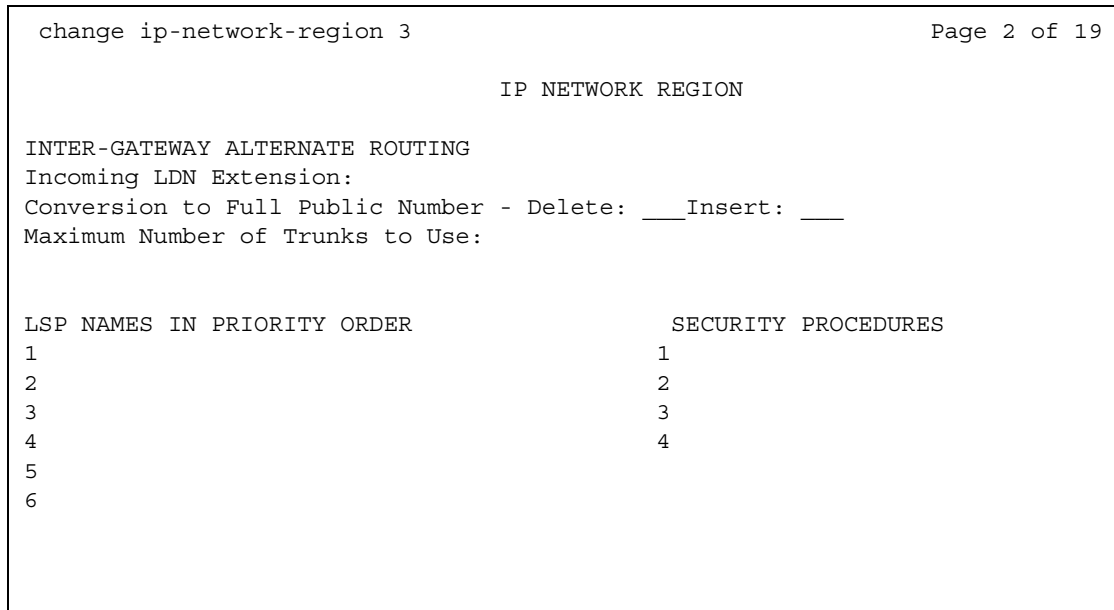 change ip-network-region 3 Page 2 of 19
IP NETWORK REGION
INTER-GATEWAY ALTERNATE ROUTING
Incoming LDN Extension:
Conversion to Full Public Number - Delete: ___Insert: ___
Maximum Number of Trunks to Use:
LSP NAMES IN PRIORITY ORDER SECURITY PROCEDURES
1 1
2 2
3 3
4 4
5
6